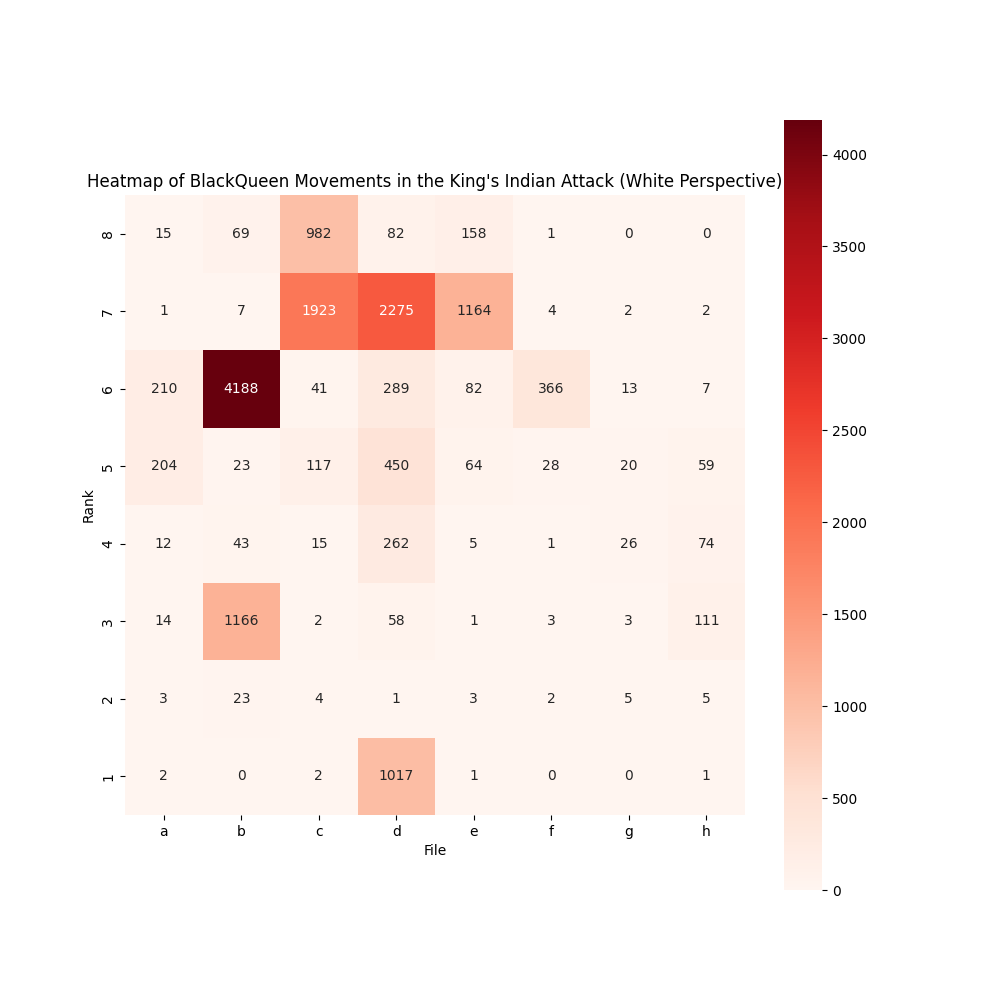 Heatmap of BlackQueen Movements in the King's Indian Attack (White Perspective)
8 15 69 982 82 158 1 0 0
7 1 7 1923 2275 1164 4 2 2
6 210 4188 41 289 82 366 13 7
5 204 23 117 450 64 28 20 59
4 12 43 15 262 5 1 26 74
3 14 1166 2 58 1 3 3 111
2 3 23 4 1 3 2 5 5
1 2 0 2 1017 1 0 0 1
a b c d e f g h
Rank
File
4000
3500
3000
2500
2000
1500
1000
500
0